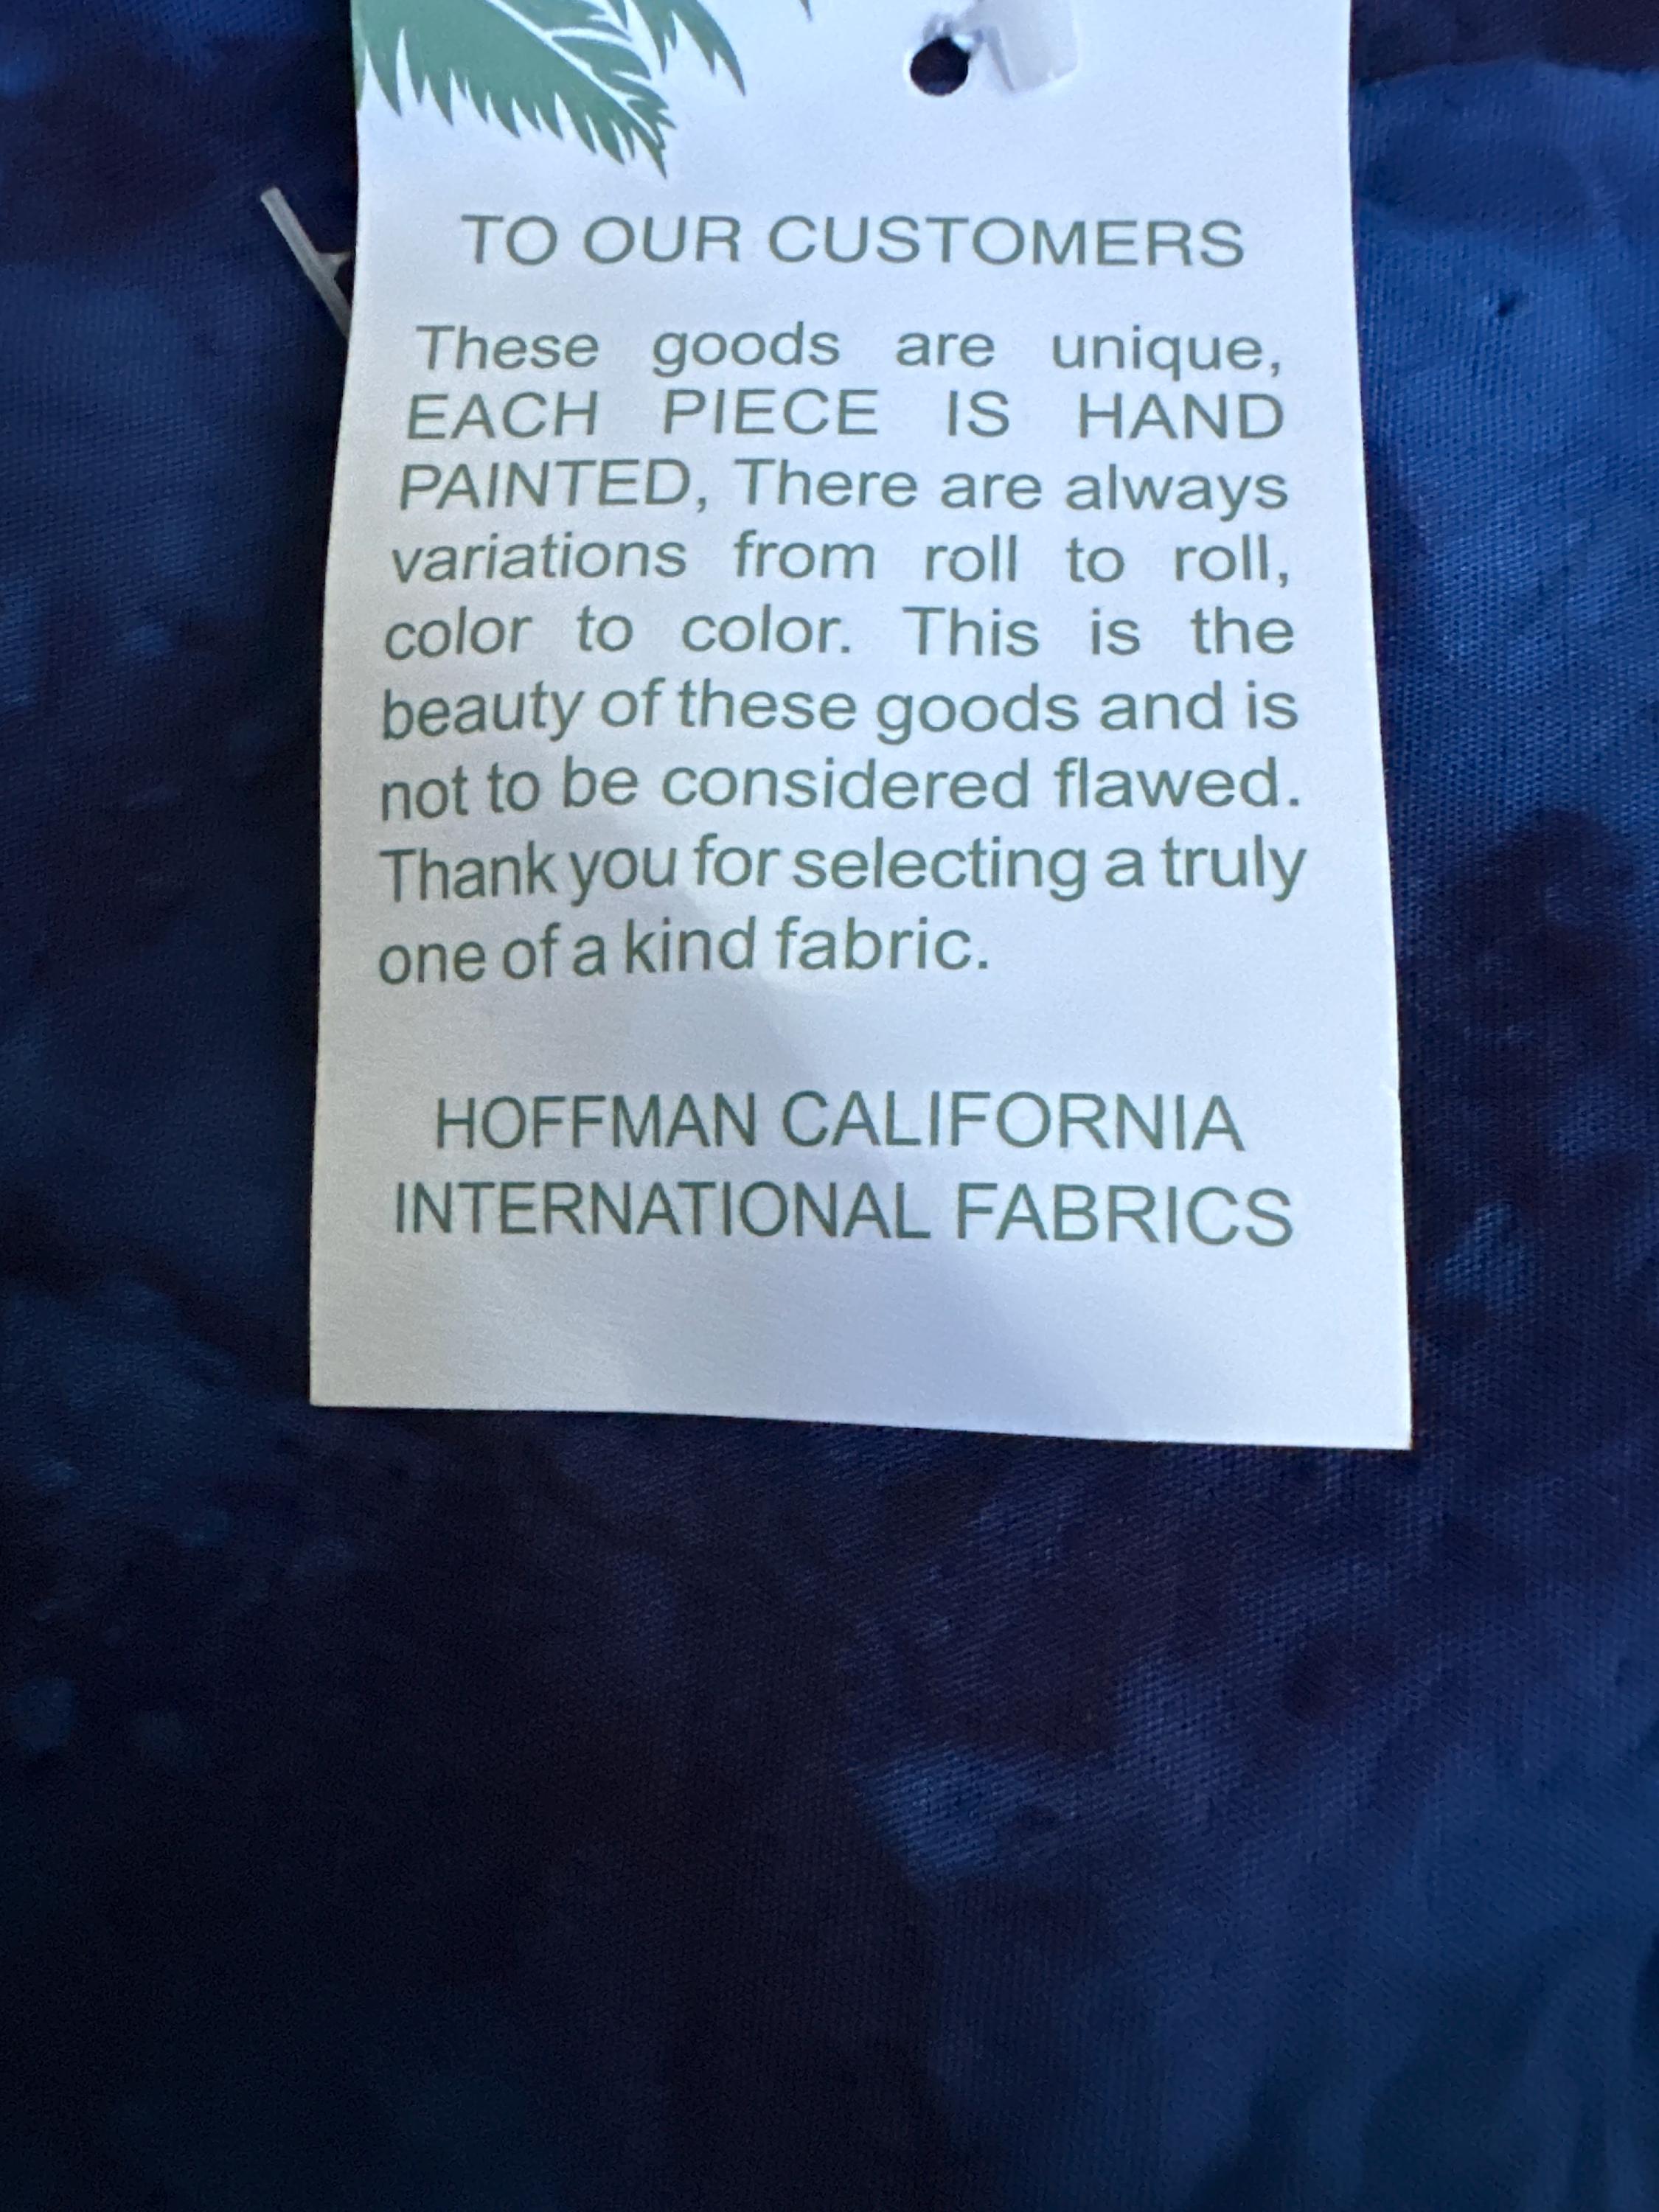 TO OUR CUSTOMERS
These goods are unique,
EACH PIECE IS HAND
PAINTED, There are always
variations from roll to roll,
color to color. This is the
beauty of these goods and is
not to be considered flawed.
Thank you for selecting a truly
one of a kind fabric.
HOFFMAN CALIFORNIA
INTERNATIONAL FABRICS